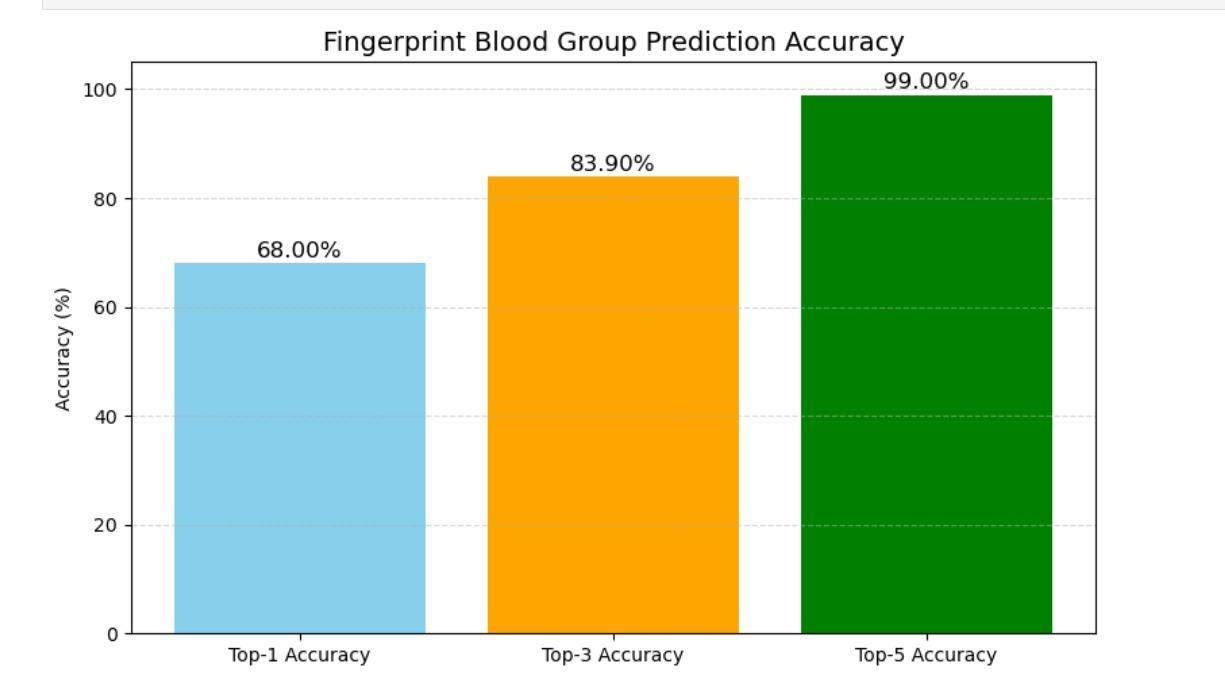 Fingerprint Blood Group Prediction Accuracy
99.00%
83.90%
68.00%
100
80
60
40
20
0
Accuracy (%)
Top-1 Accuracy
Top-3 Accuracy
Top-5 Accuracy